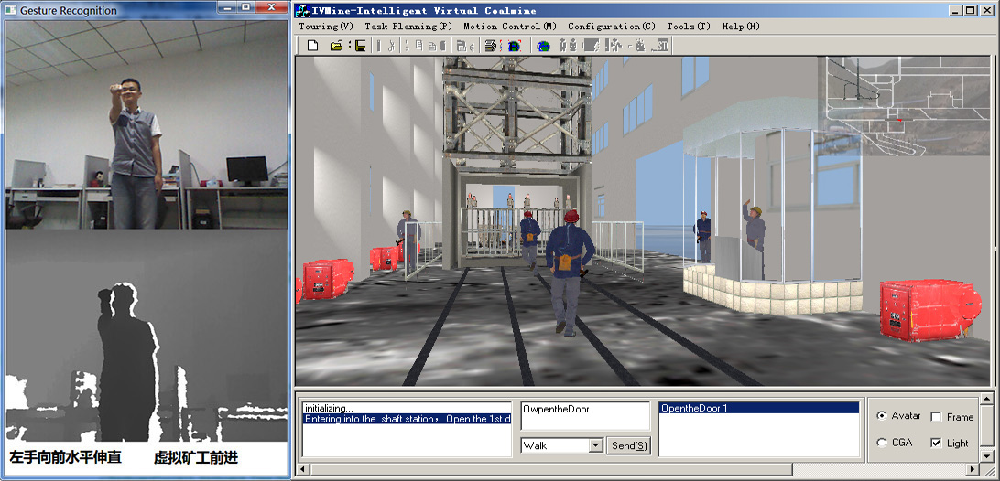 Gesture Recognition
左手向前水平伸直 虚拟矿工前进
IVMine-Intelligent Virtual Coalmine
Touring(V) Task Planning(P) Motion Control(M) Configuration(C) Tools(T) Help(H)
initializing...
Entering into the shaft station， Open the 1st d
OwpentheDoor
Walk
Send(S)
OpentheDoor 1
Avatar
Frame
CGA
Light